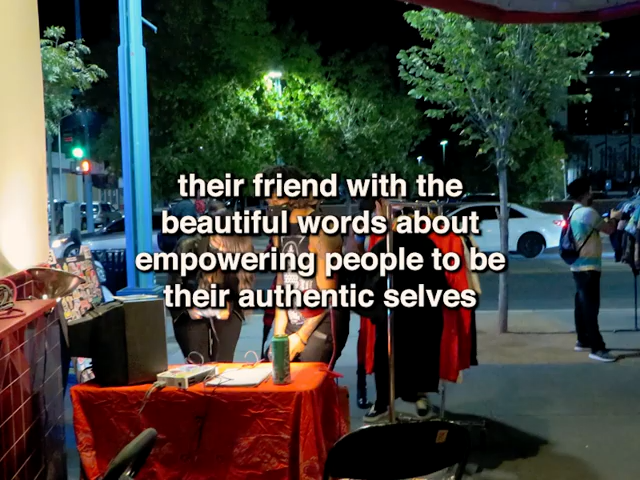 their friend with the
beautiful words about
empowering people to be
their authentic selves